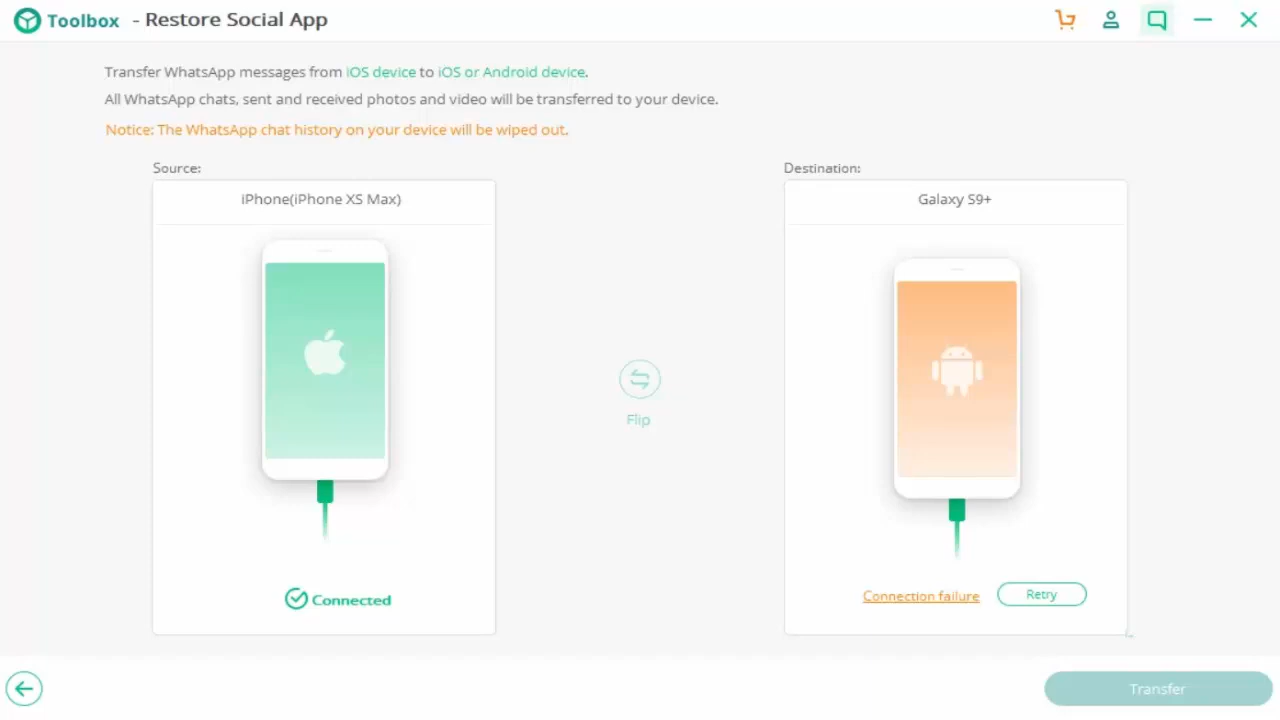 Toolbox - Restore Social App
Transfer WhatsApp messages from iOS device to iOS or Android device.
All WhatsApp chats, sent and received photos and video will be transferred to your device.
Notice: The WhatsApp chat history on your device will be wiped out.
Source:
iPhone(iPhone XS Max)
Connected
Flip
Destination:
Galaxy S9+
Connection failure
Retry
Transfer